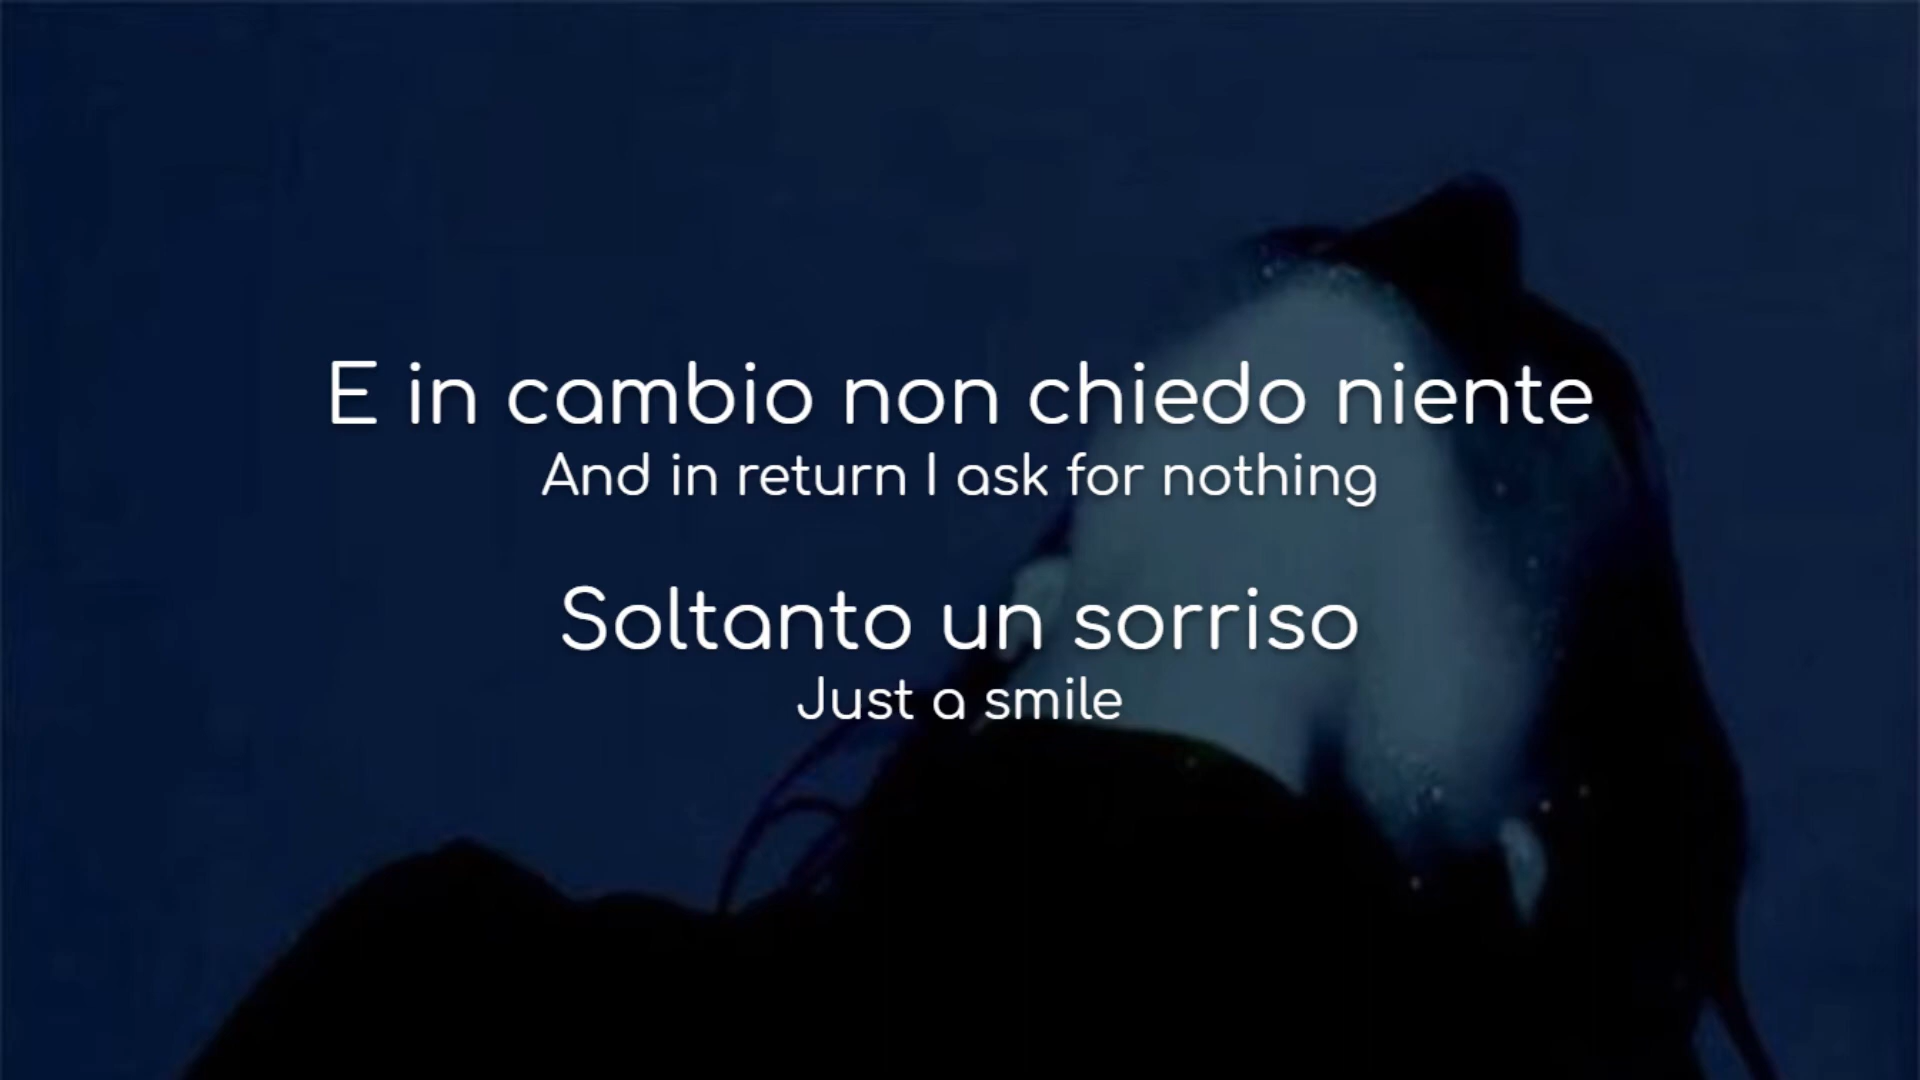 E in cambio non chiedo niente
And in return I ask for nothing
Soltanto un sorriso
Just a smile